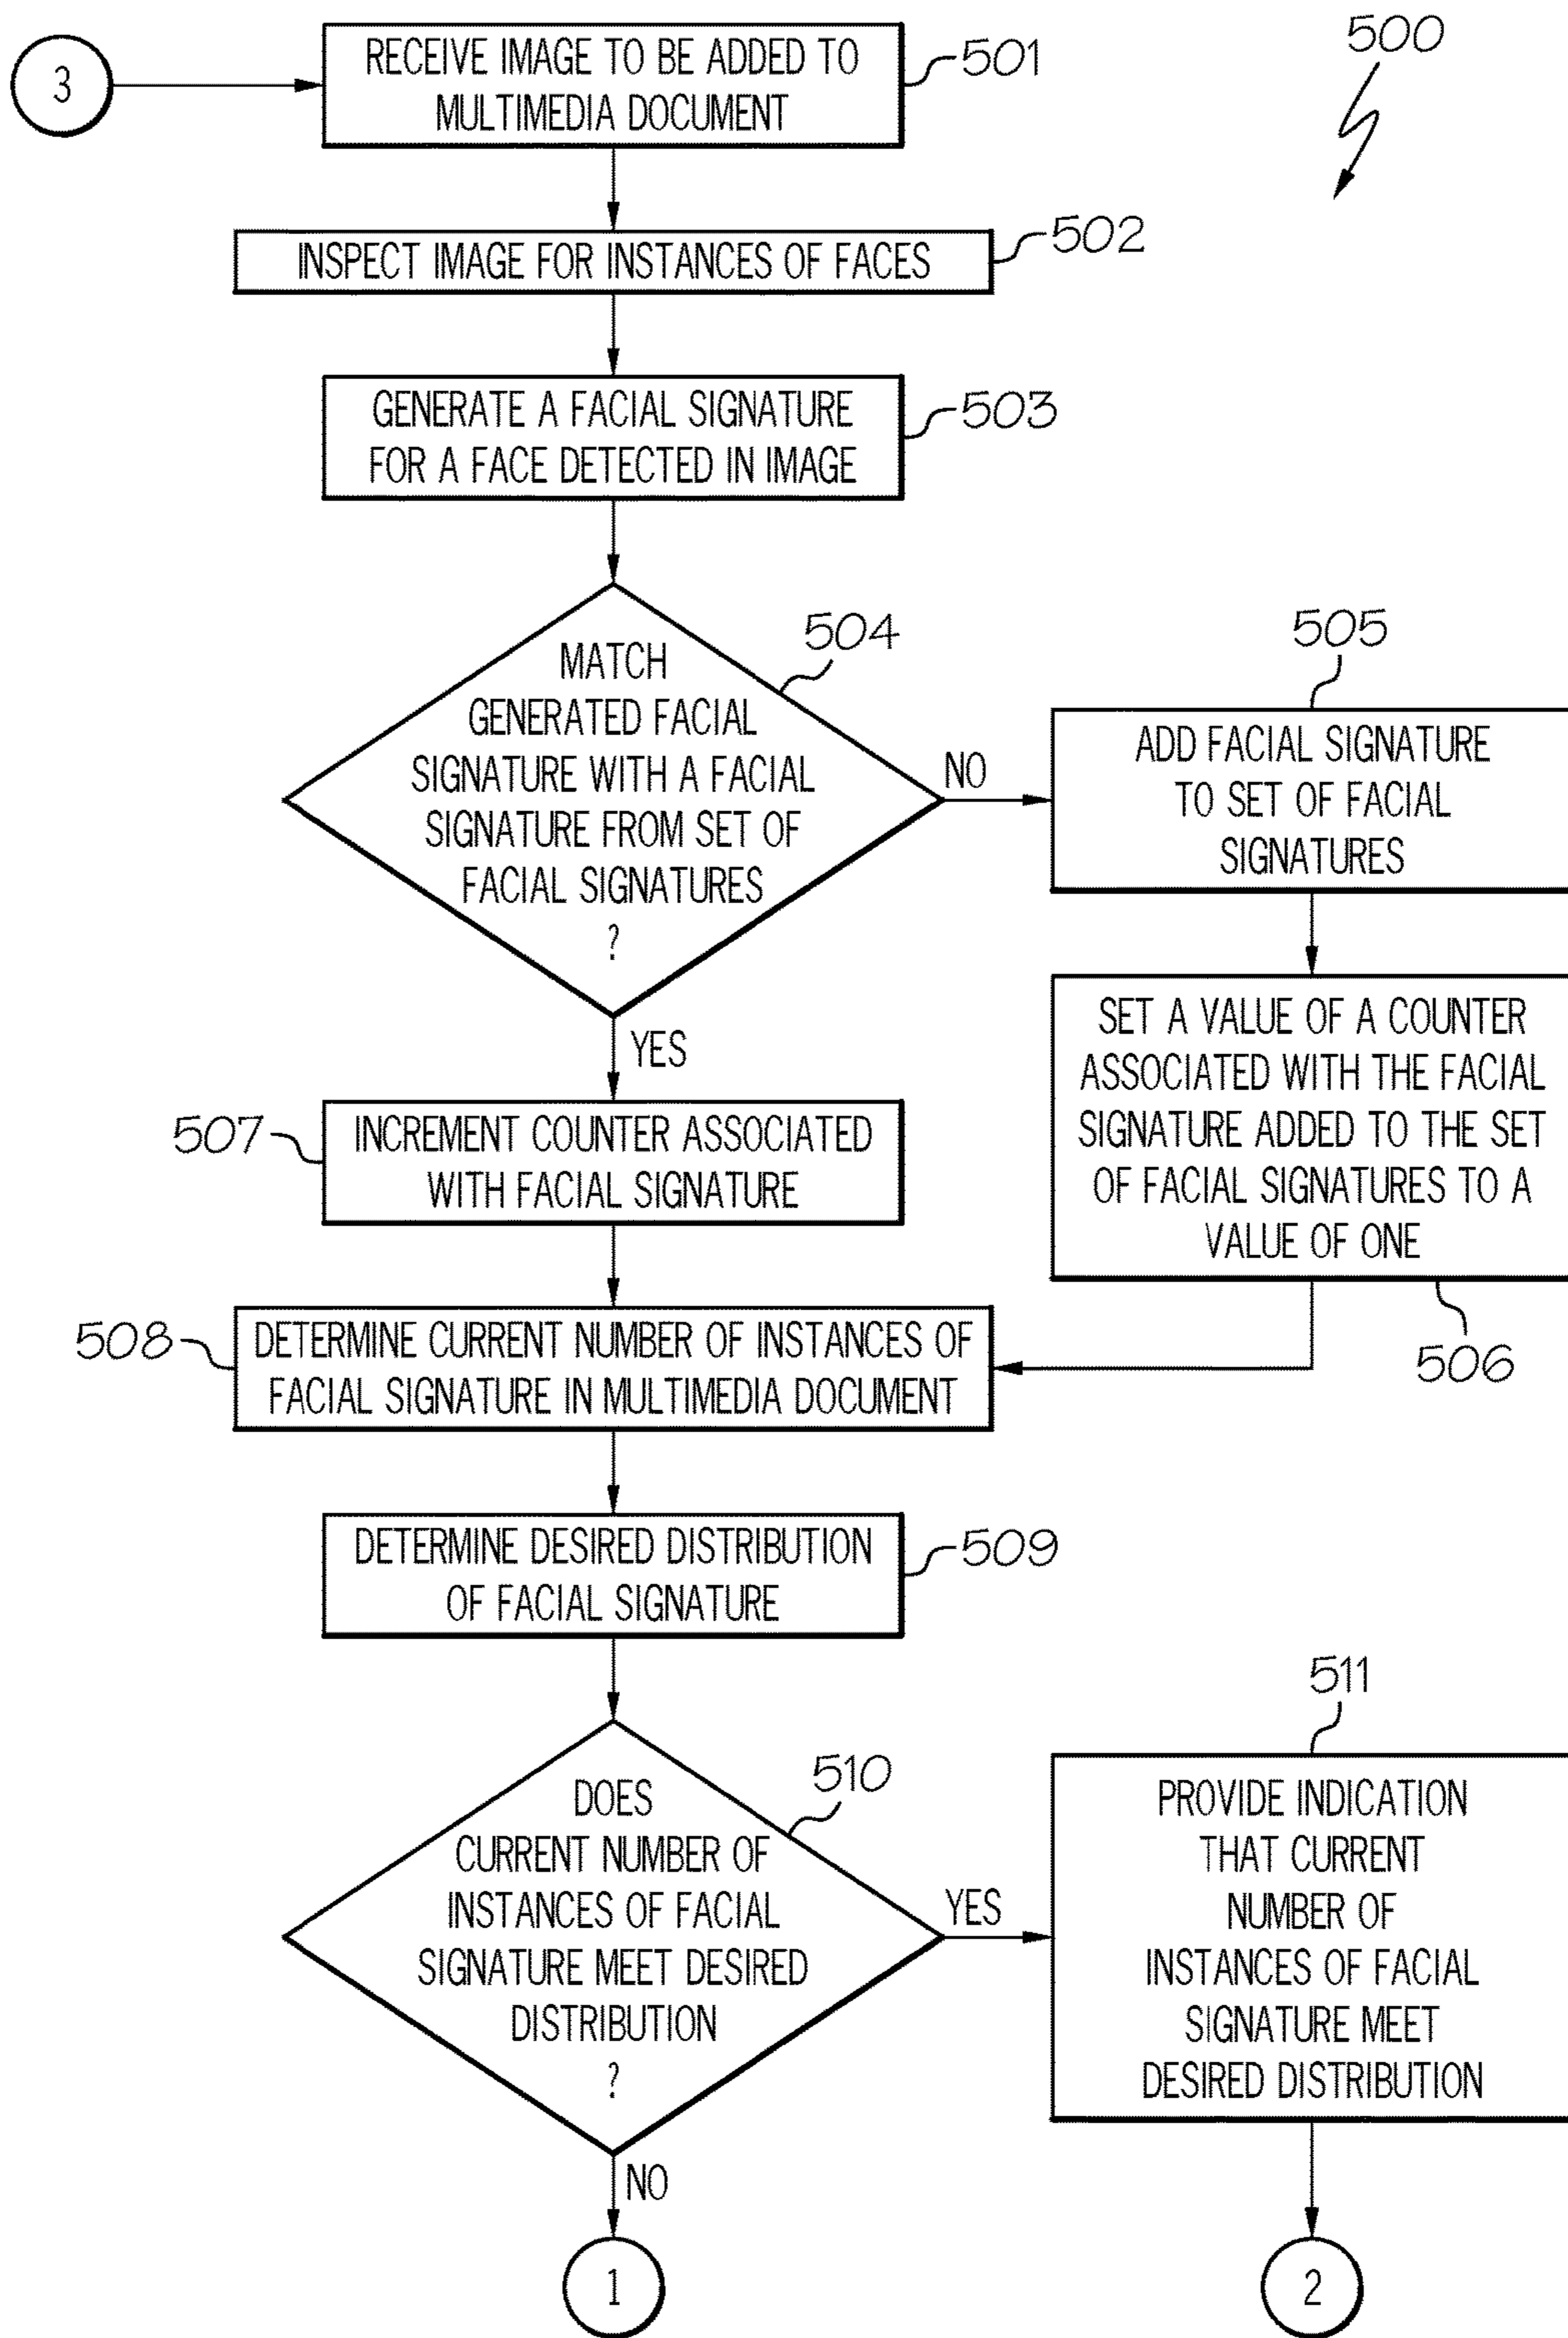 500
3
RECEIVE IMAGE TO BE ADDED TO
MULTIMEDIA DOCUMENT
501
INSPECT IMAGE FOR INSTANCES OF FACES
502
GENERATE A FACIAL SIGNATURE
FOR A FACE DETECTED IN IMAGE
503
MATCH
GENERATED FACIAL
SIGNATURE WITH A FACIAL
SIGNATURE FROM SET OF
FACIAL SIGNATURES
?
504
NO
505
ADD FACIAL SIGNATURE
TO SET OF FACIAL
SIGNATURES
SET A VALUE OF A COUNTER
ASSOCIATED WITH THE FACIAL
SIGNATURE ADDED TO THE SET
OF FACIAL SIGNATURES TO A
VALUE OF ONE
506
YES
507
INCREMENT COUNTER ASSOCIATED
WITH FACIAL SIGNATURE
508
DETERMINE CURRENT NUMBER OF INSTANCES OF
FACIAL SIGNATURE IN MULTIMEDIA DOCUMENT
DETERMINE DESIRED DISTRIBUTION
OF FACIAL SIGNATURE
509
DOES
CURRENT NUMBER OF
INSTANCES OF FACIAL
SIGNATURE MEET DESIRED
DISTRIBUTION
?
510
YES
511
PROVIDE INDICATION
THAT CURRENT
NUMBER OF
INSTANCES OF FACIAL
SIGNATURE MEET
DESIRED DISTRIBUTION
NO
1
2